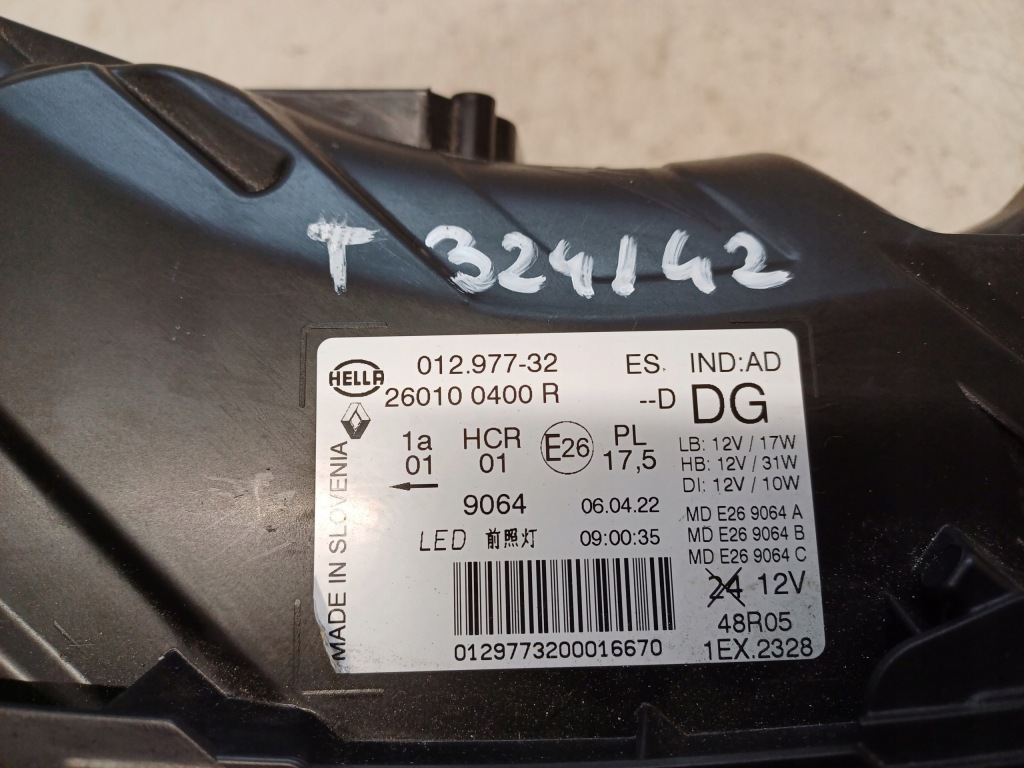 T 324/42
HELLA 012.977-32 ES. IND:AD
26010 0400 R --D DG
1a HCR E26 PL LB: 12V / 17W
01 01 17,5 HB: 12V / 31W
DI: 12V / 10W
9064 06.04.22 MD E26 9064 A
LED 前照灯 09:00:35 MD E26 9064 B
MD E26 9064 C
24 12V
48R05
0129773200016670 1EX.2328
MADE IN SLOVENIA